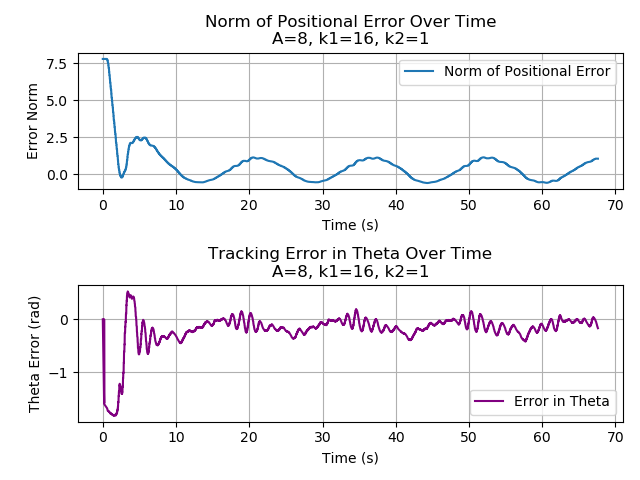 Norm of Positional Error Over Time
A=8, k1=16, k2=1
Norm of Positional Error
Error Norm
7.5
5.0
2.5
0.0
0 10 20 30 40 50 60 70
Time (s)
Tracking Error in Theta Over Time
A=8, k1=16, k2=1
Theta Error (rad)
0
−1
Error in Theta
0 10 20 30 40 50 60 70
Time (s)